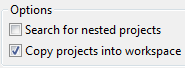 Options
Search for nested projects
Copy projects into workspace